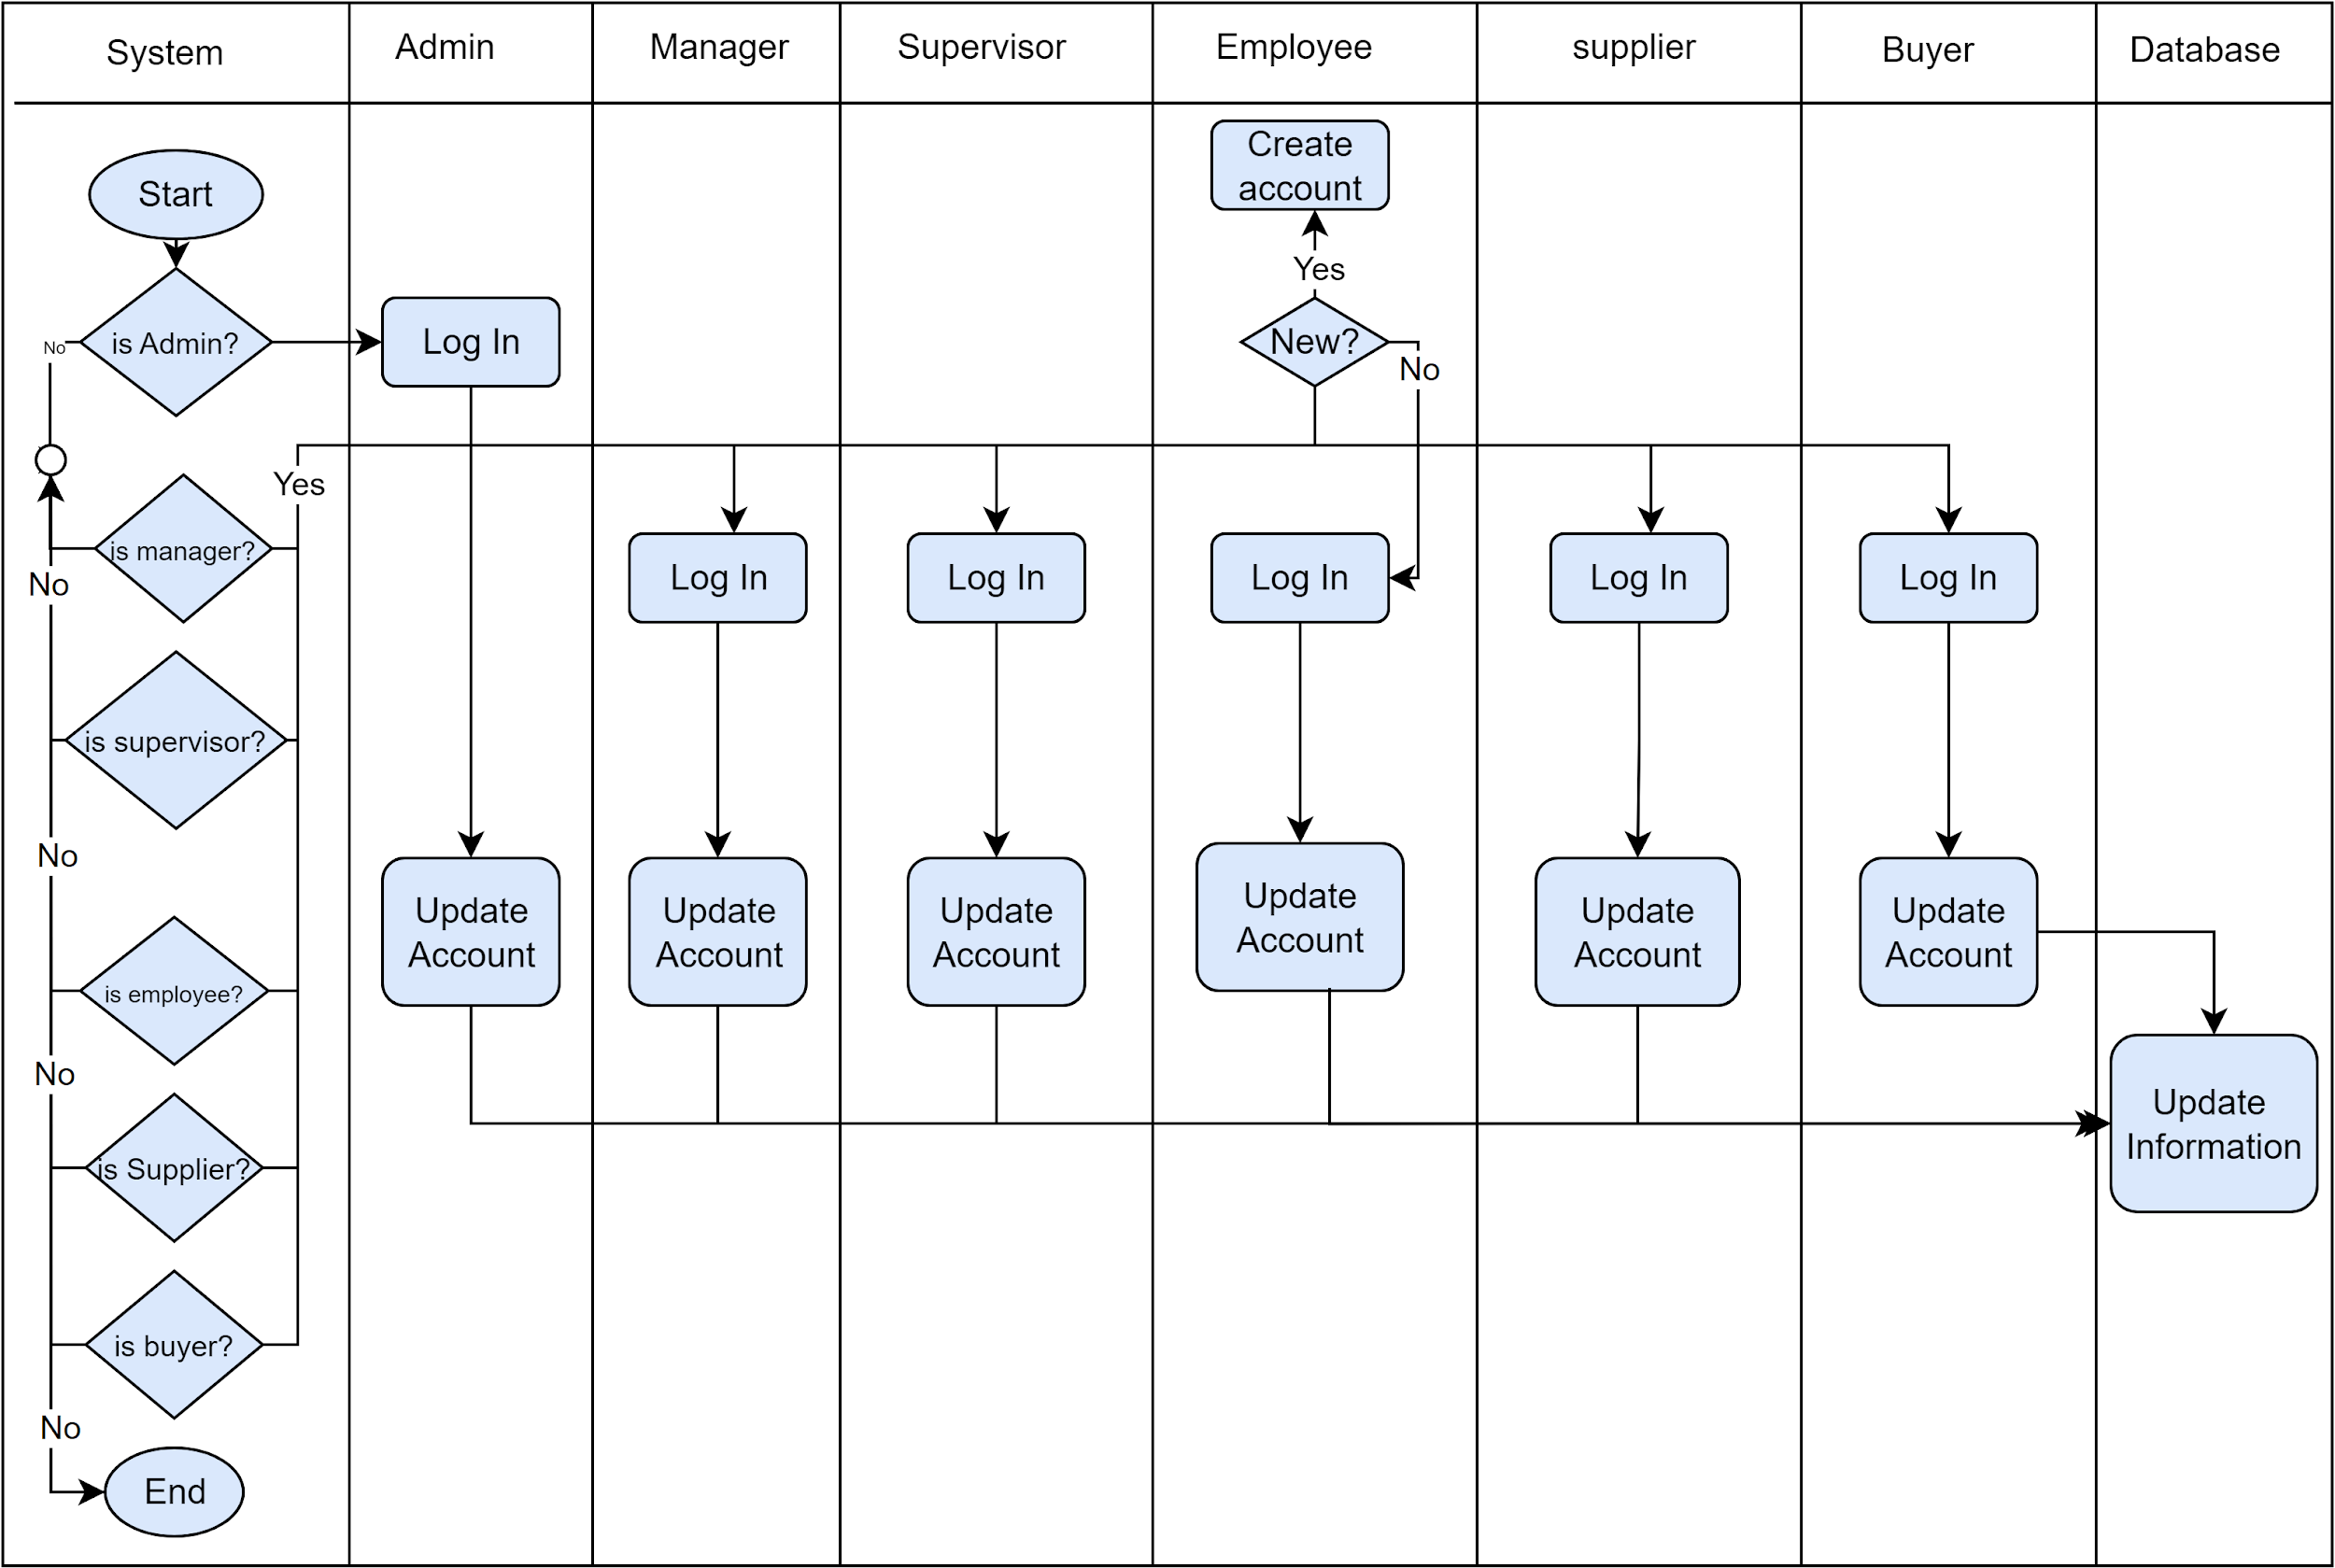 System
Admin
Manager
Supervisor
Employee
supplier
Buyer
Database
Start
Create
account
Yes
is Admin?
No
Log In
New?
No
Yes
is manager?
No
Log In
Log In
Log In
Log In
Log In
is supervisor?
No
Update
Account
Update
Account
Update
Account
Update
Account
Update
Account
Update
Account
is employee?
No
Update
Information
is Supplier?
is buyer?
No
End